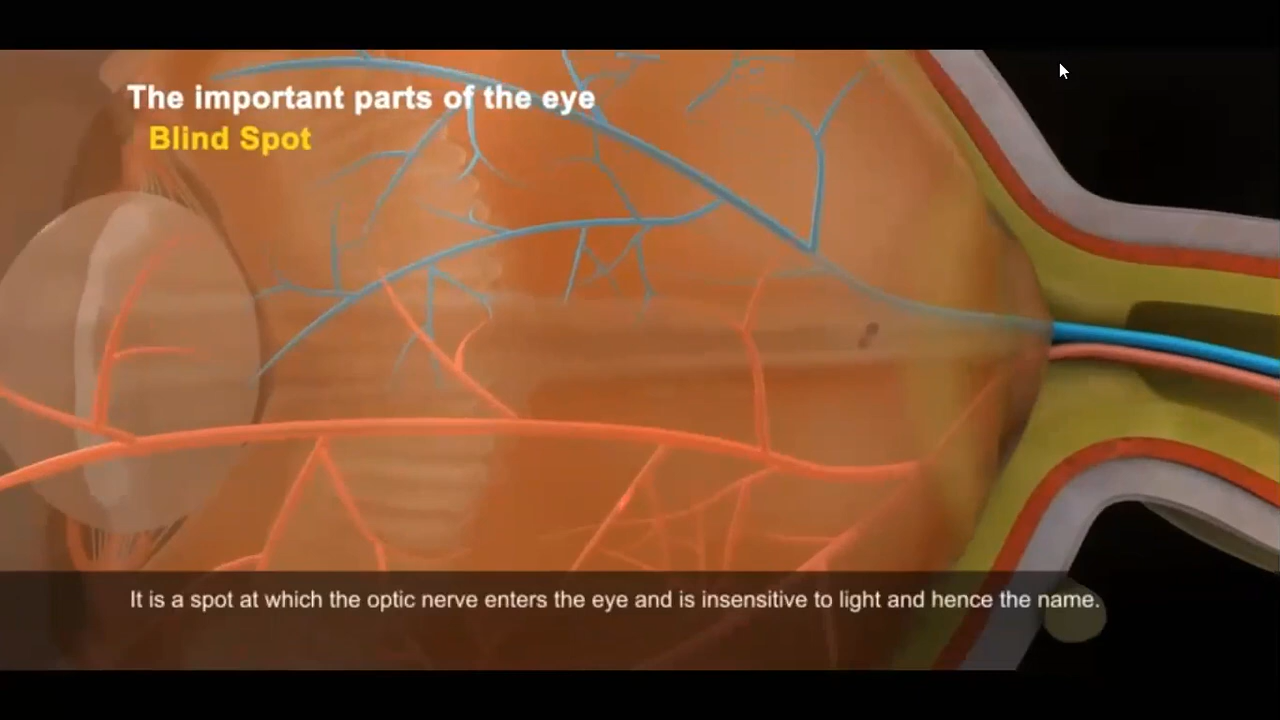 The important parts of the eye
Blind Spot
It is a spot at which the optic nerve enters the eye and is insensitive to light and hence the name.